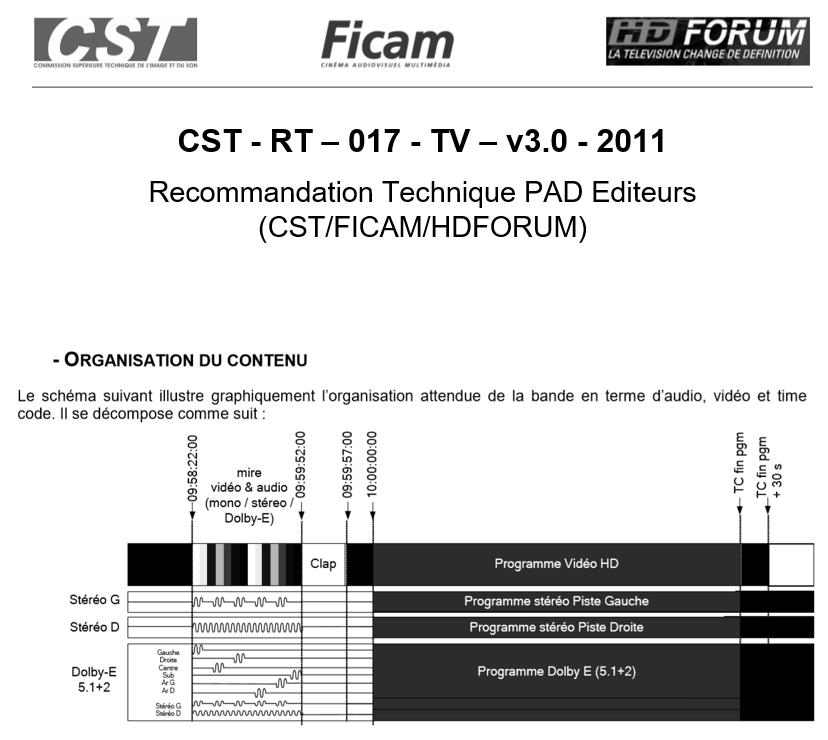 CST
COMMISSION SUPÉRIEURE TECHNIQUE DE L'IMAGE ET DU SON
Ficam
CINÉMA AUDIOVISUEL MULTIMÉDIA
HD FORUM
LA TELEVISION CHANGE DE DEFINITION
CST - RT – 017 - TV – v3.0 - 2011
Recommandation Technique PAD Editeurs
(CST/FICAM/HDFORUM)
- ORGANISATION DU CONTENU
Le schéma suivant illustre graphiquement l'organisation attendue de la bande en terme d'audio, vidéo et time
code. Il se décompose comme suit :
09:58:22:00
mire
vidéo & audio
(mono / stéreo /
Dolby-E)
09:59:52:00
09:59:57:00
10:00:00:00
TC fin pgm
TC fin pgm
+ 30 s
Clap
Programme Vidéo HD
Stéréo G
Programme stéréo Piste Gauche
Stéréo D
Programme stéréo Piste Droite
Dolby-E
5.1+2
Gauche
Droite
Centre
Sub
Ar G
Ar D
Stéréo G
Stéréo D
Programme Dolby E (5.1+2)